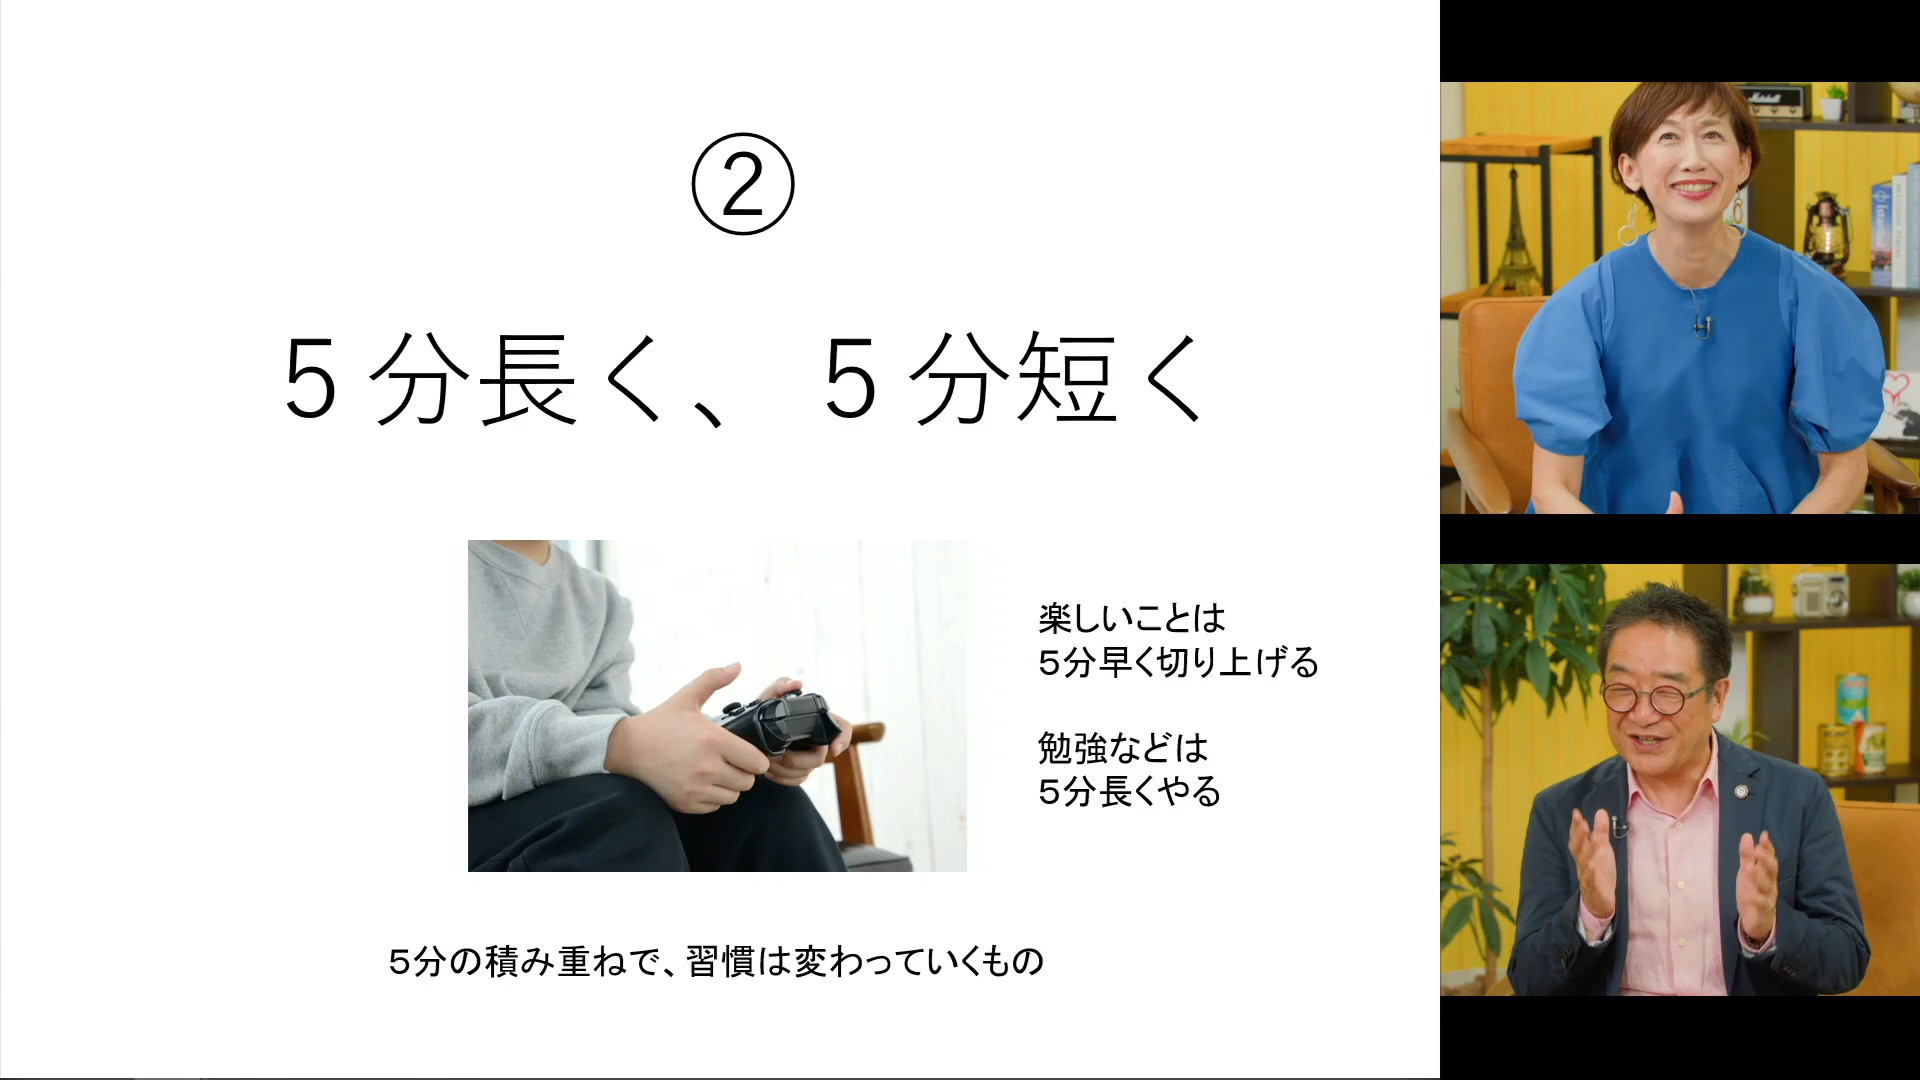 ②
５分長く、５分短く
楽しいことは
５分早く切り上げる
勉強などは
５分長くやる
５分の積み重ねで、習慣は変わっていくもの
Marshall
Istanbul